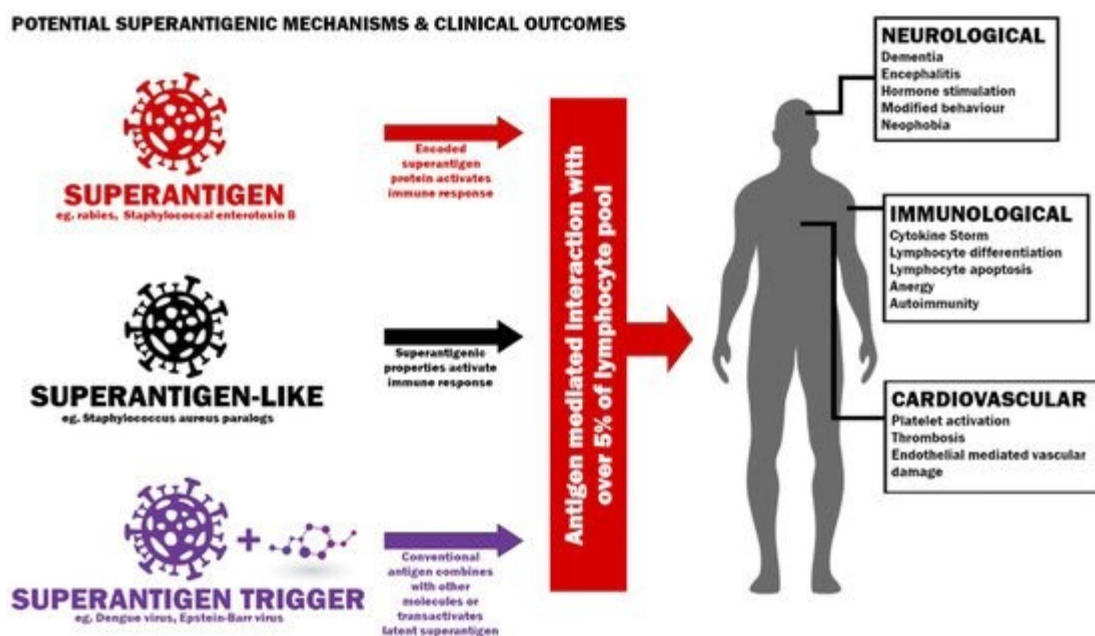 POTENTIAL SUPERANTIGENIC MECHANISMS & CLINICAL OUTCOMES
SUPERANTIGEN
eg. rabies, Staphylococcal enterotoxin B
Encoded
superantigen
protein activates
immune response
SUPERANTIGEN-LIKE
eg. Staphylococcus aureus paralogs
Superantigenic
properties activate
immune response
+
SUPERANTIGEN TRIGGER
eg. Dengue virus, Epstein-Barr virus
Conventional
antigen combines
with other
molecules or
transactivates
latent superantigen
Antigen mediated interaction with
over 5% of lymphocyte pool
NEUROLOGICAL
Dementia
Encephalitis
Hormone stimulation
Modified behaviour
Neophobia
IMMUNOLOGICAL
Cytokine Storm
Lymphocyte differentiation
Lymphocyte apoptosis
Anergy
Autoimmunity
CARDIOVASCULAR
Platelet activation
Thrombosis
Endothelial mediated vascular
damage